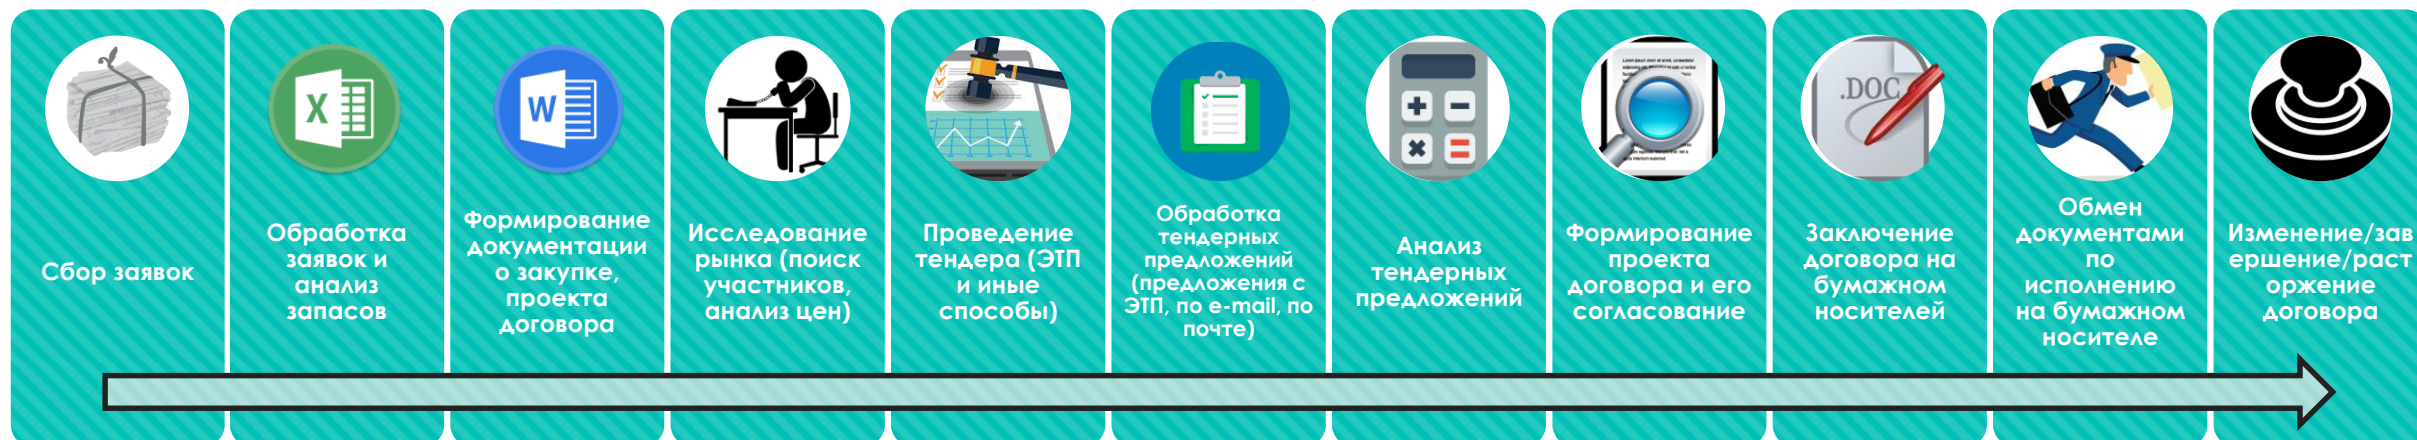 Сбор заявок
X
Обработка
заявок и
анализ
запасов
W
Формирование
документации
о закупке,
проекта
договора
Исследование
рынка (поиск
участников,
анализ цен)
Проведение
тендера (ЭТП
и иные
способы)
Обработка
тендерных
предложений
(предложения с
ЭТП, по e-mail, по
почте)
Анализ
тендерных
предложений
Формирование
проекта
договора и его
согласование
.DOC
Заключение
договора на
бумажном
носителей
Обмен
документами
по
исполнению
на бумажном
носителе
Изменение/зав
ершение/раст
оржение
договора